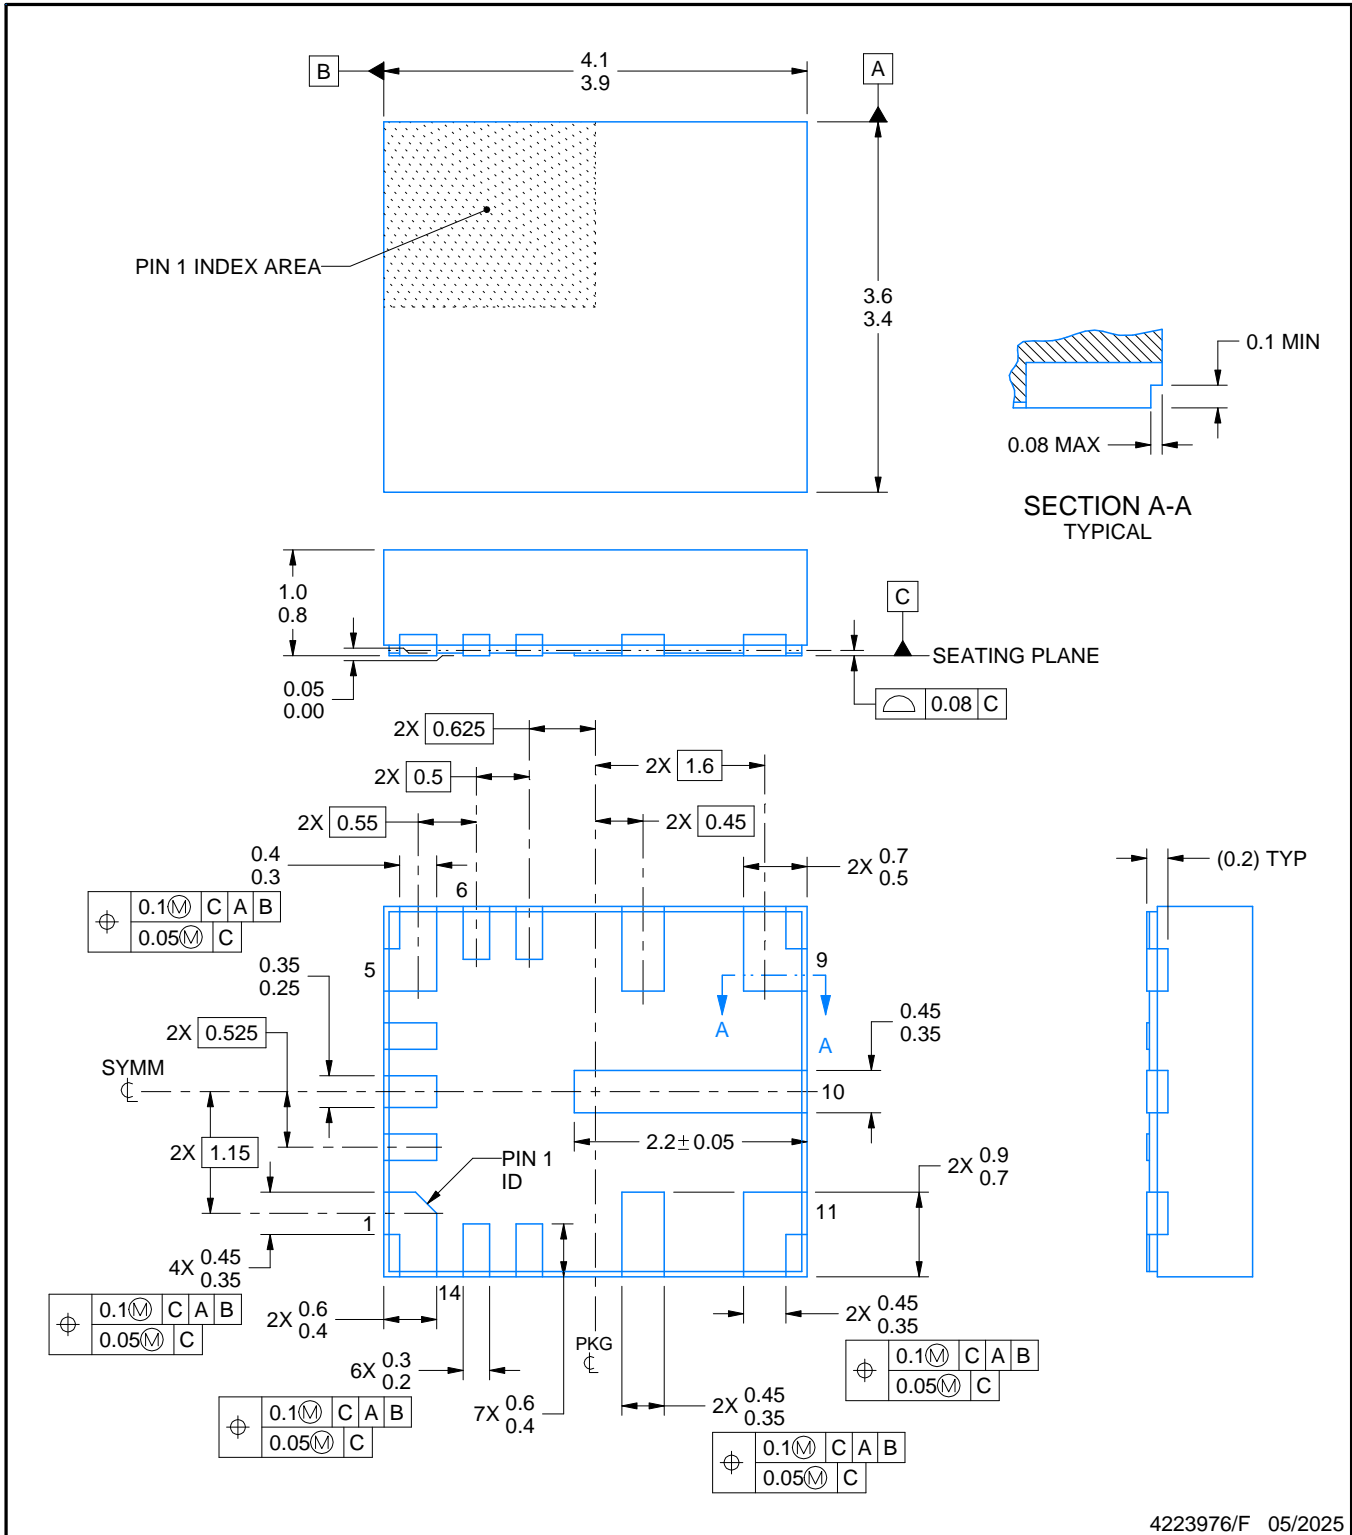 B
4.1
3.9
A
PIN 1 INDEX AREA
3.6
3.4
0.1 MIN
0.08 MAX
SECTION A-A
TYPICAL
1.0
0.8
C
SEATING PLANE
0.05
0.00
0.08 C
2X 0.625
2X 1.6
2X 0.5
2X 0.55
2X 0.45
0.4
0.3
6
2X 0.7
0.5
(0.2) TYP
0.1Ⓜ C A B
0.05Ⓜ C
5
9
0.35
0.25
A
A
0.45
0.35
2X 0.525
SYMM
℄
10
2X 1.15
2.2±0.05
PIN 1
ID
2X 0.9
0.7
1
11
4X 0.45
0.35
14
0.1Ⓜ C A B
0.05Ⓜ C
2X 0.6
0.4
2X 0.45
0.35
PKG
℄
0.1Ⓜ C A B
0.05Ⓜ C
6X 0.3
0.2
7X 0.6
0.4
2X 0.45
0.35
0.1Ⓜ C A B
0.05Ⓜ C
0.1Ⓜ C A B
0.05Ⓜ C
4223976/F 05/2025